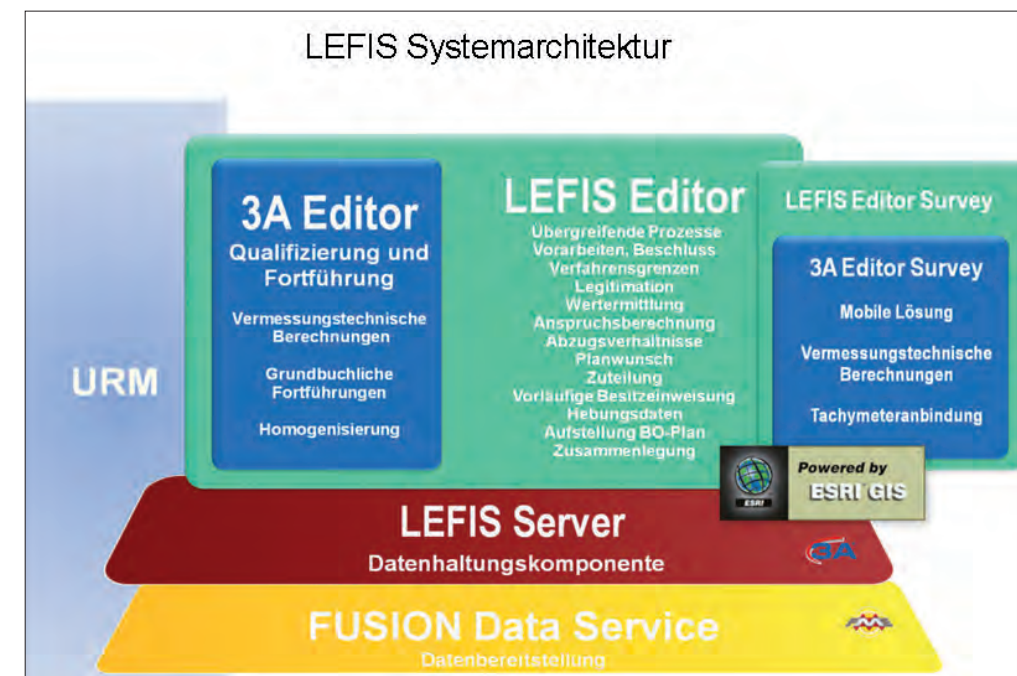 LEFIS Systemarchitektur
URM
3A Editor
Qualifizierung und
Fortführung
Vermessungstechnische
Berechnungen
Grundbuchliche
Fortführungen
Homogenisierung
LEFIS Editor
Übergreifende Prozesse
Vorarbeiten, Beschluss
Verfahrensgrenzen
Legitimation
Wertermittlung
Anspruchsberechnung
Abzugsverhältnisse
Planwunsch
Zuteilung
Vorläufige Besitzeinweisung
Hebungsdaten
Aufstellung BO-Plan
Zusammenlegung
LEFIS Editor Survey
3A Editor Survey
Mobile Lösung
Vermessungstechnische
Berechnungen
Tachymeteranbindung
ESRI
Powered by
ESRI GIS
LEFIS Server
Datenhaltungskomponente
3A
FUSION Data Service
Datenbereitstellung